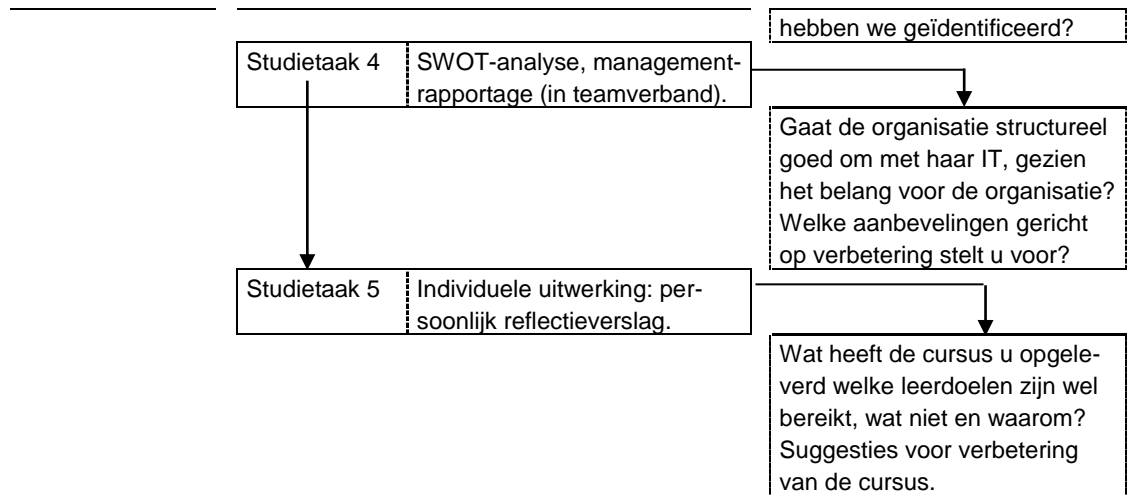 hebben we geïdentificeerd?
Studietaak 4
SWOT-analyse, management-
rapportage (in teamverband).
Gaat de organisatie structureel
goed om met haar IT, gezien
het belang voor de organisatie?
Welke aanbevelingen gericht
op verbetering stelt u voor?
Studietaak 5
Individuele uitwerking: per-
soonlijk reflectieverslag.
Wat heeft de cursus u opgele-
verd welke leerdoelen zijn wel
bereikt, wat niet en waarom?
Suggesties voor verbetering
van de cursus.